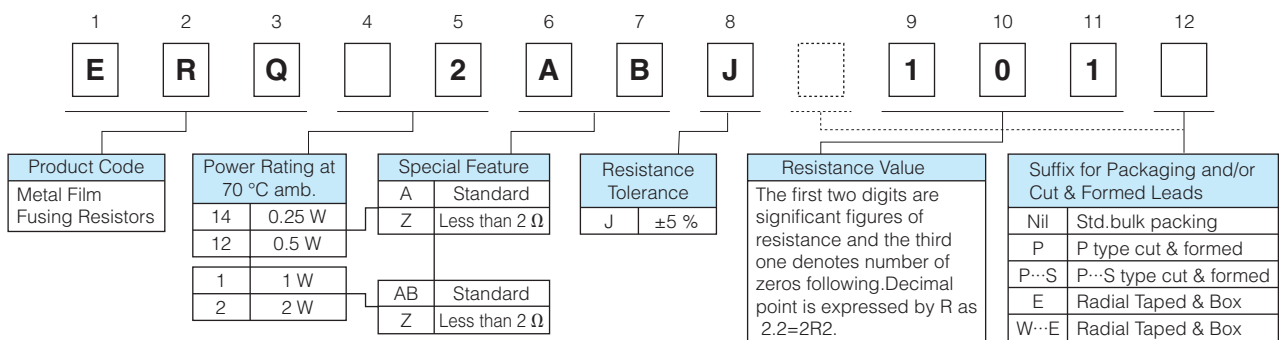 1 2 3 4 5 6 7 8 9 10 11 12
E R Q 2 A B J 1 0 1
Product Code
Metal Film
Fusing Resistors
Power Rating at
70 °C amb.
14 0.25 W
12 0.5 W
1 1 W
2 2 W
Special Feature
A Standard
Z Less than 2 Ω
AB Standard
Z Less than 2 Ω
Resistance
Tolerance
J ±5 %
Resistance Value
The first two digits are
significant figures of
resistance and the third
one denotes number of
zeros following.Decimal
point is expressed by R as
2.2=2R2.
Suffix for Packaging and/or
Cut & Formed Leads
Nil Std.bulk packing
P P type cut & formed
P···S P···S type cut & formed
E Radial Taped & Box
W···E Radial Taped & Box